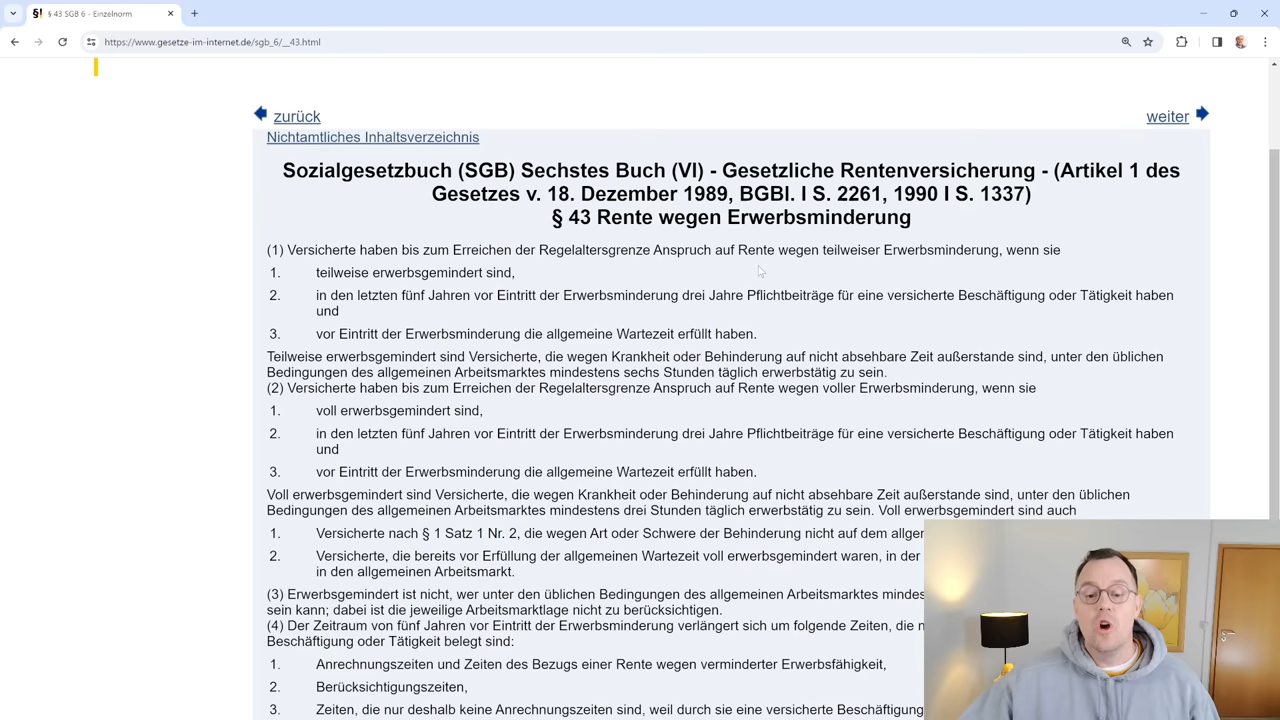 § 43 SGB 6 - Einzelnorm
https://www.gesetze-im-internet.de/sgb_6/__43.html
zurück
weiter
Nichtamtliches Inhaltsverzeichnis
Sozialgesetzbuch (SGB) Sechstes Buch (VI) - Gesetzliche Rentenversicherung - (Artikel 1 des
Gesetzes v. 18. Dezember 1989, BGBl. I S. 2261, 1990 I S. 1337)
§ 43 Rente wegen Erwerbsminderung
(1) Versicherte haben bis zum Erreichen der Regelaltersgrenze Anspruch auf Rente wegen teilweiser Erwerbsminderung, wenn sie
1. teilweise erwerbsgemindert sind,
2. in den letzten fünf Jahren vor Eintritt der Erwerbsminderung drei Jahre Pflichtbeiträge für eine versicherte Beschäftigung oder Tätigkeit haben
und
3. vor Eintritt der Erwerbsminderung die allgemeine Wartezeit erfüllt haben.
Teilweise erwerbsgemindert sind Versicherte, die wegen Krankheit oder Behinderung auf nicht absehbare Zeit außerstande sind, unter den üblichen
Bedingungen des allgemeinen Arbeitsmarktes mindestens sechs Stunden täglich erwerbstätig zu sein.
(2) Versicherte haben bis zum Erreichen der Regelaltersgrenze Anspruch auf Rente wegen voller Erwerbsminderung, wenn sie
1. voll erwerbsgemindert sind,
2. in den letzten fünf Jahren vor Eintritt der Erwerbsminderung drei Jahre Pflichtbeiträge für eine versicherte Beschäftigung oder Tätigkeit haben
und
3. vor Eintritt der Erwerbsminderung die allgemeine Wartezeit erfüllt haben.
Voll erwerbsgemindert sind Versicherte, die wegen Krankheit oder Behinderung auf nicht absehbare Zeit außerstande sind, unter den üblichen
Bedingungen des allgemeinen Arbeitsmarktes mindestens drei Stunden täglich erwerbstätig zu sein. Voll erwerbsgemindert sind auch
1. Versicherte nach § 1 Satz 1 Nr. 2, die wegen Art oder Schwere der Behinderung nicht auf dem
2. Versicherte, die bereits vor Erfüllung der allgemeinen Wartezeit voll erwerbsgemindert waren, in der
in den allgemeinen Arbeitsmarkt.
(3) Erwerbsgemindert ist nicht, wer unter den üblichen Bedingungen des allgemeinen Arbeitsmarktes
sein kann; dabei ist die jeweilige Arbeitsmarktlage nicht zu berücksichtigen.
(4) Der Zeitraum von fünf Jahren vor Eintritt der Erwerbsminderung verlängert sich um folgende Zeiten, die
Beschäftigung oder Tätigkeit belegt sind:
1. Anrechnungszeiten und Zeiten des Bezugs einer Rente wegen verminderter Erwerbsfähigkeit,
2. Berücksichtigungszeiten,
3. Zeiten, die nur deshalb keine Anrechnungszeiten sind, weil durch sie eine versicherte Beschäftigung